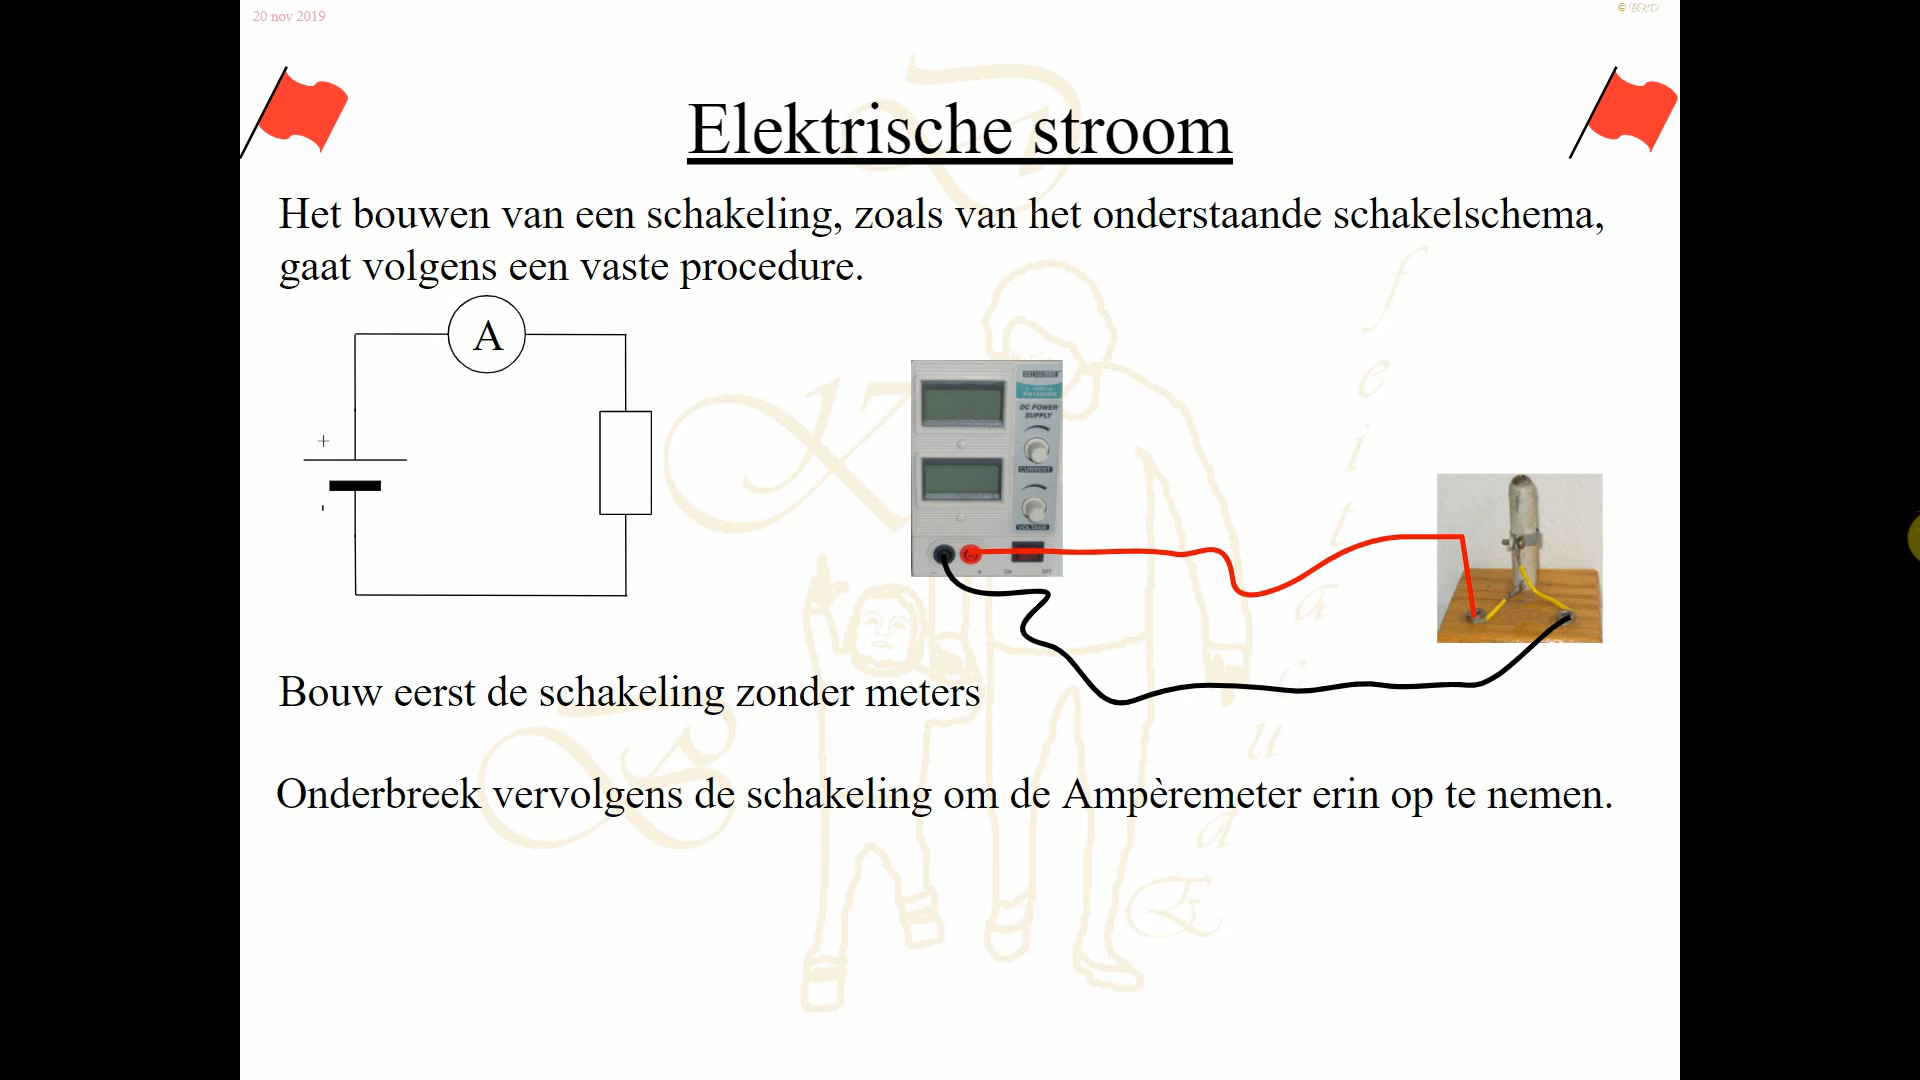 20 nov 2019
© BKD
Elektrische stroom
Het bouwen van een schakeling, zoals van het onderstaande schakelschema,
gaat volgens een vaste procedure.
A
+
-
DC POWER
SUPPLY
CURRENT
VOLTAGE
Bouw eerst de schakeling zonder meters
Onderbreek vervolgens de schakeling om de Ampèremeter erin op te nemen.